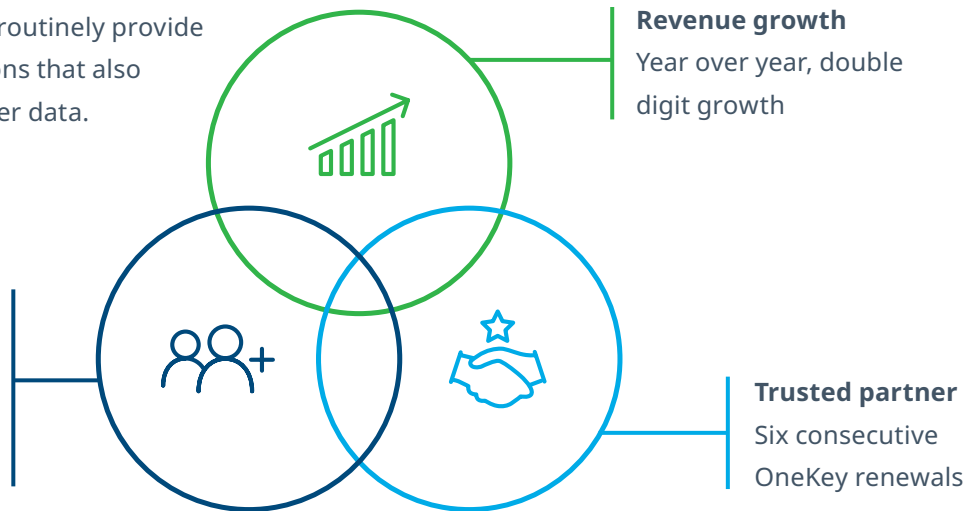 routinely provide
ons that also
er data.
Revenue growth
Year over year, double
digit growth
Trusted partner
Six consecutive
OneKey renewals